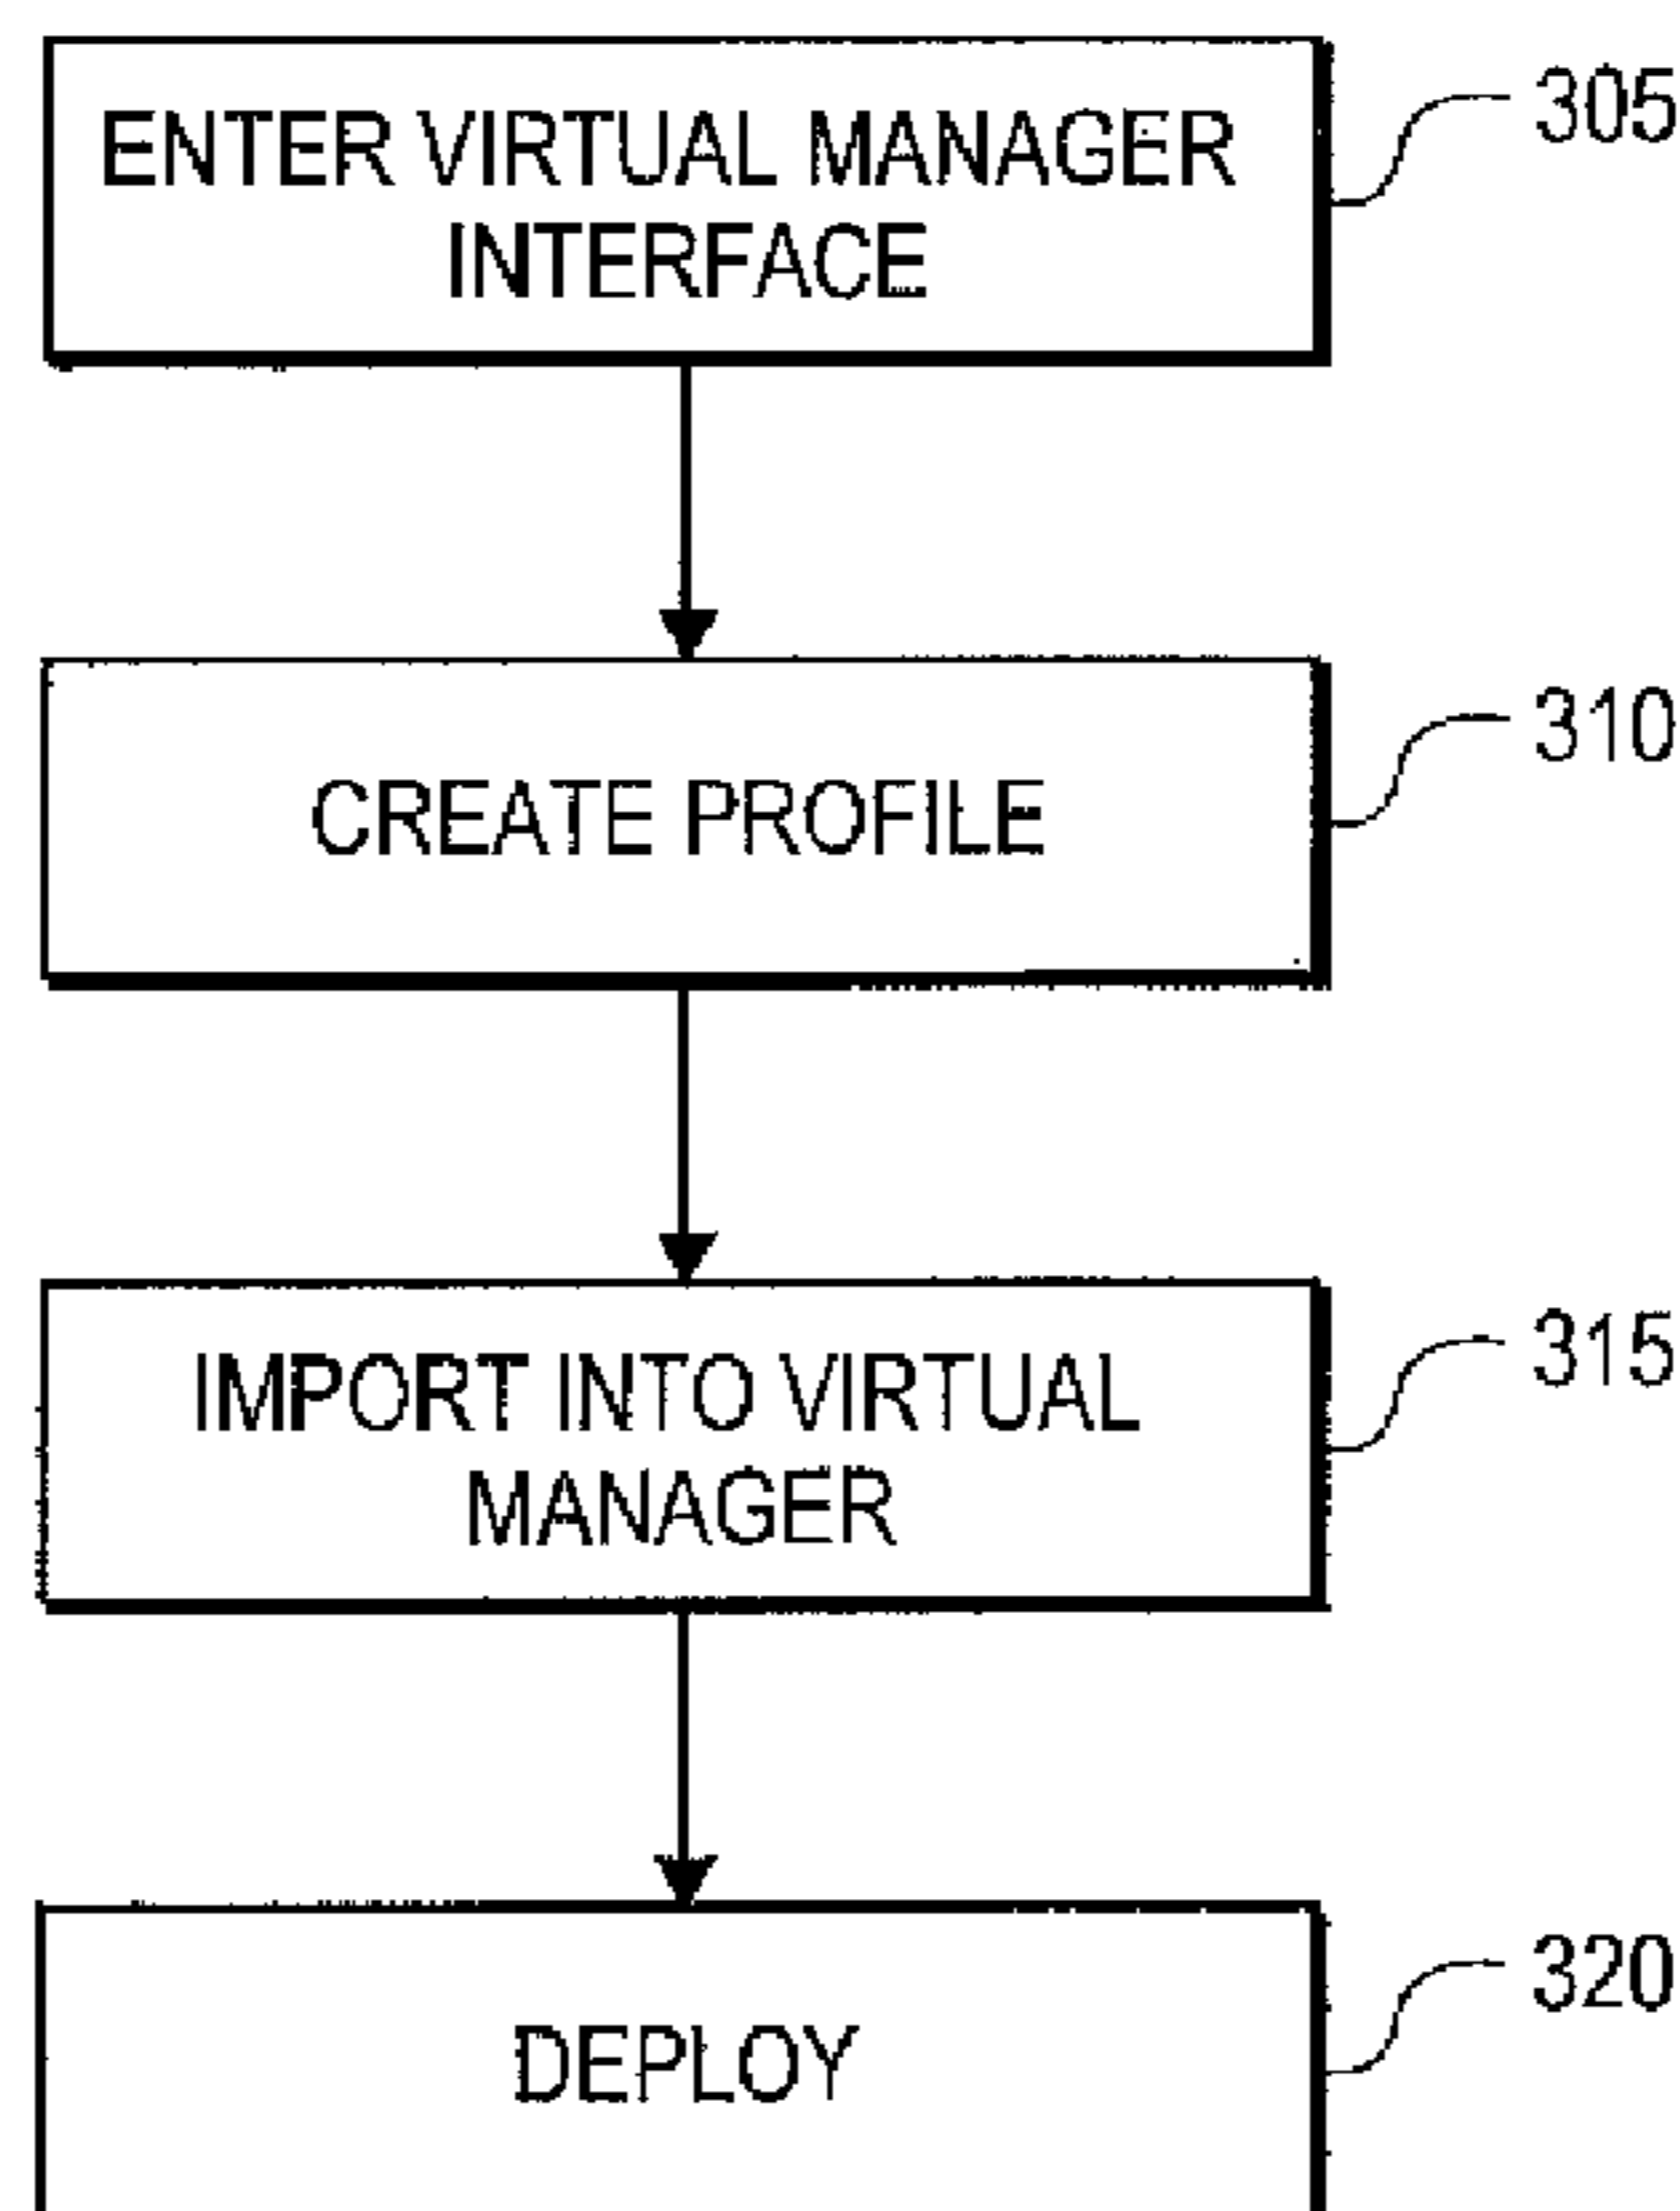 ENTER VIRTUAL MANAGER
INTERFACE
305
CREATE PROFILE
310
IMPORT INTO VIRTUAL
MANAGER
315
DEPLOY
320